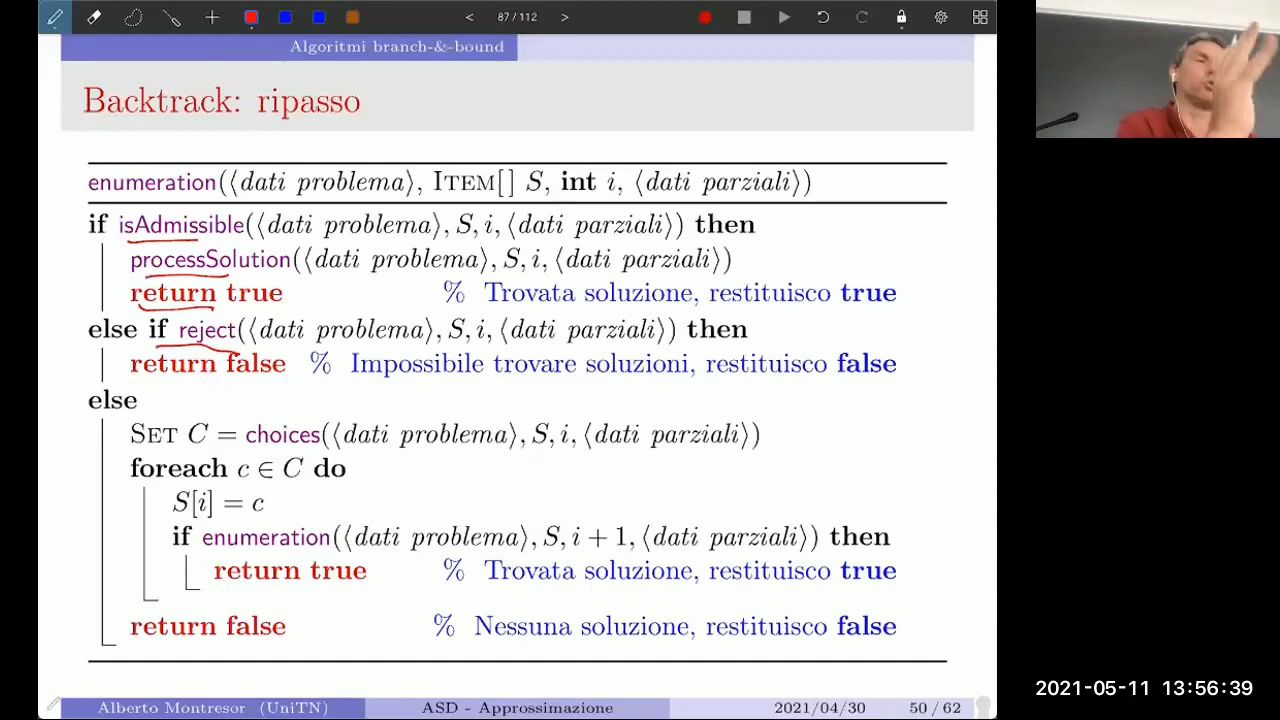 87 / 112
Algoritmi branch-&-bound
Backtrack: ripasso
enumeration(⟨dati problema⟩, ITEM[ ] S, int i, ⟨dati parziali⟩)
if isAdmissible(⟨dati problema⟩, S, i, ⟨dati parziali⟩) then
processSolution(⟨dati problema⟩, S, i, ⟨dati parziali⟩)
return true % Trovata soluzione, restituisco true
else if reject(⟨dati problema⟩, S, i, ⟨dati parziali⟩) then
return false % Impossibile trovare soluzioni, restituisco false
else
SET C = choices(⟨dati problema⟩, S, i, ⟨dati parziali⟩)
foreach c ∈ C do
S[i] = c
if enumeration(⟨dati problema⟩, S, i + 1, ⟨dati parziali⟩) then
return true % Trovata soluzione, restituisco true
return false % Nessuna soluzione, restituisco false
Alberto Montresor (UniTN) ASD - Approssimazione 2021/04/30 50 / 62
2021-05-11 13:56:39